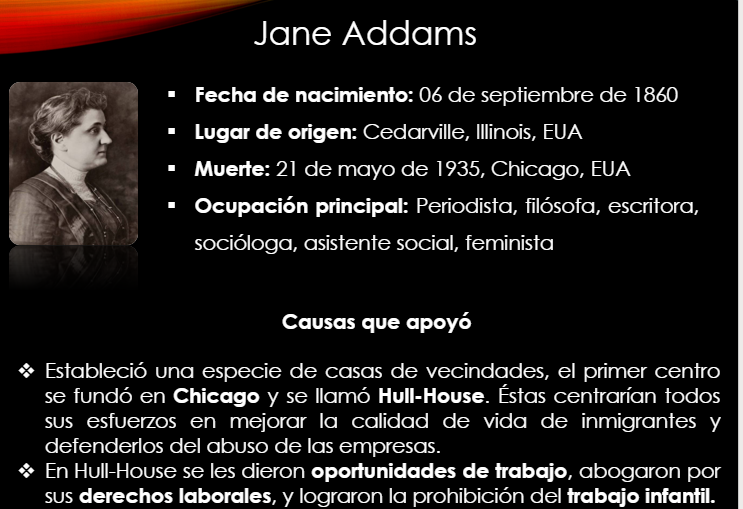 Jane Addams
▪ Fecha de nacimiento: 06 de septiembre de 1860
▪ Lugar de origen: Cedarville, Illinois, EUA
▪ Muerte: 21 de mayo de 1935, Chicago, EUA
▪ Ocupación principal: Periodista, filósofa, escritora,
socióloga, asistente social, feminista
Causas que apoyó
❖ Estableció una especie de casas de vecindades, el primer centro
se fundó en Chicago y se llamó Hull-House. Éstas centrarían todos
sus esfuerzos en mejorar la calidad de vida de inmigrantes y
defenderlos del abuso de las empresas.
❖ En Hull-House se les dieron oportunidades de trabajo, abogaron por
sus derechos laborales, y lograron la prohibición del trabajo infantil.